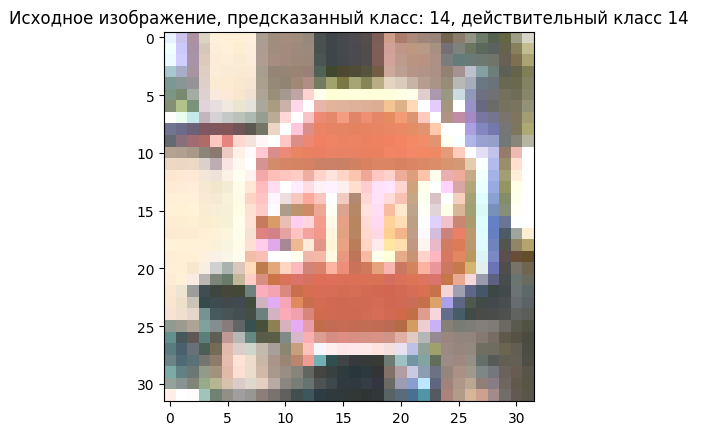 Исходное изображение, предсказанный класс: 14, действительный класс 14
0
5
10
15
STOP
20
25
30
0 5 10 15 20 25 30